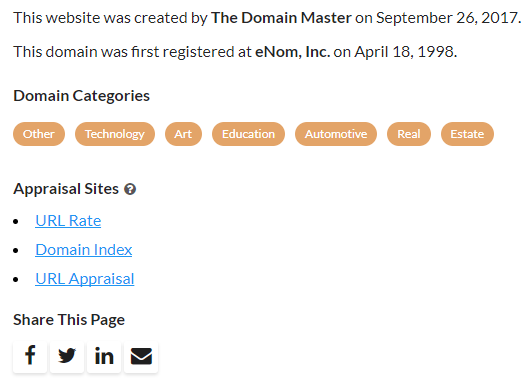 This website was created by The Domain Master on September 26, 2017.
This domain was first registered at eNom, Inc. on April 18, 1998.
Domain Categories
Other Technology Art Education Automotive Real Estate
Appraisal Sites ?
• URL Rate
• Domain Index
• URL Appraisal
Share This Page